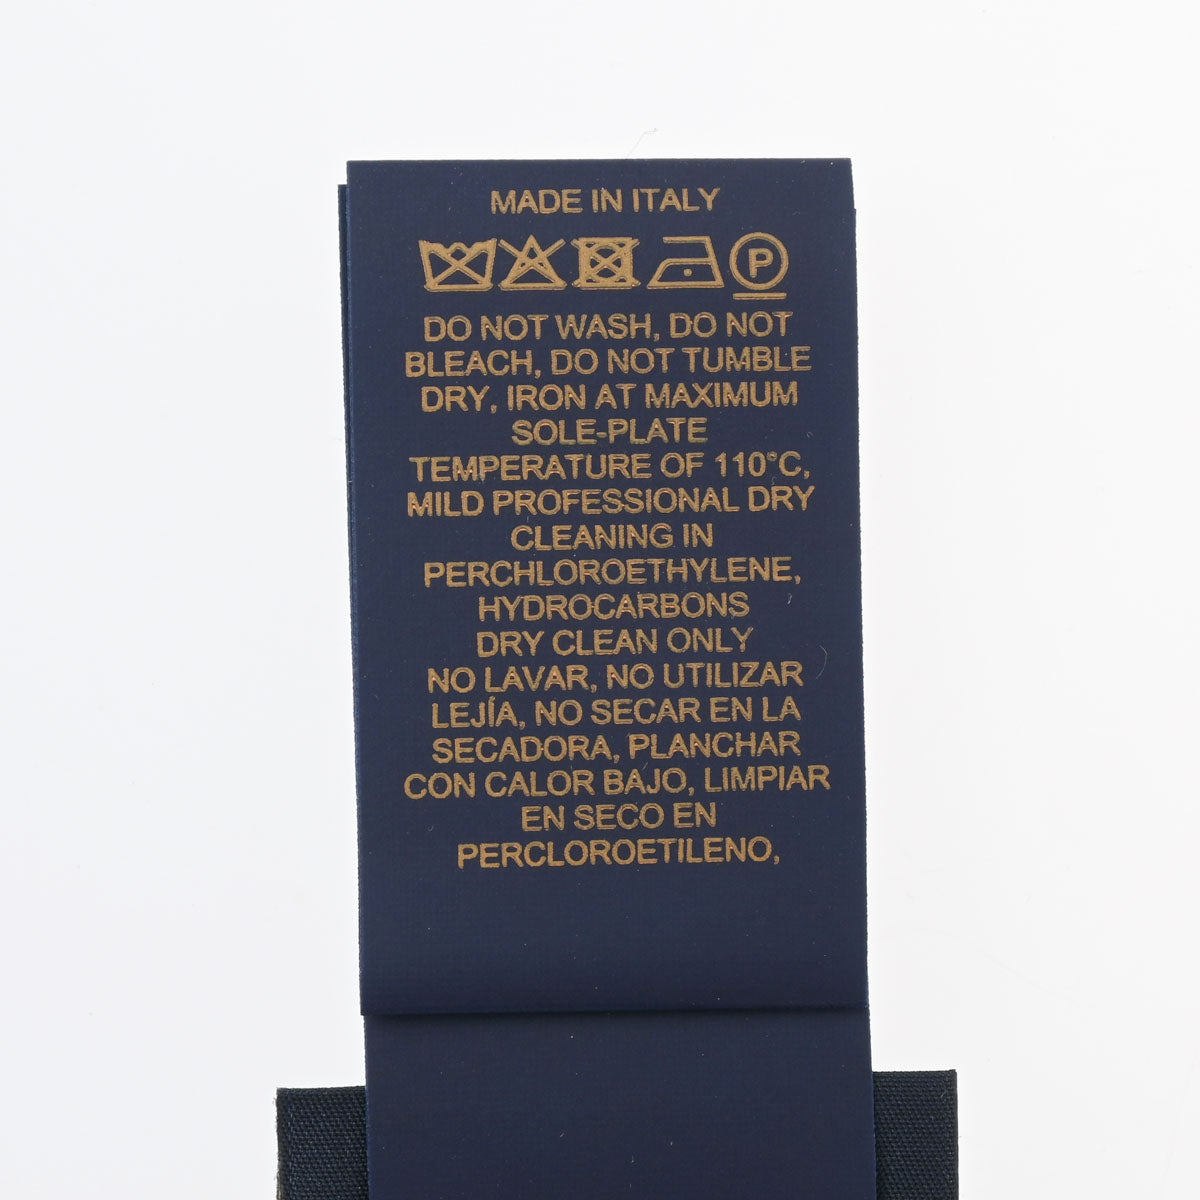 MADE IN ITALY
P
DO NOT WASH, DO NOT
BLEACH, DO NOT TUMBLE
DRY, IRON AT MAXIMUM
SOLE-PLATE
TEMPERATURE OF 110°C,
MILD PROFESSIONAL DRY
CLEANING IN
PERCHLOROETHYLENE,
HYDROCARBONS
DRY CLEAN ONLY
NO LAVAR, NO UTILIZAR
LEJÍA, NO SECAR EN LA
SECADORA, PLANCHAR
CON CALOR BAJO, LIMPIAR
EN SECO EN
PERCLOROETILENO,